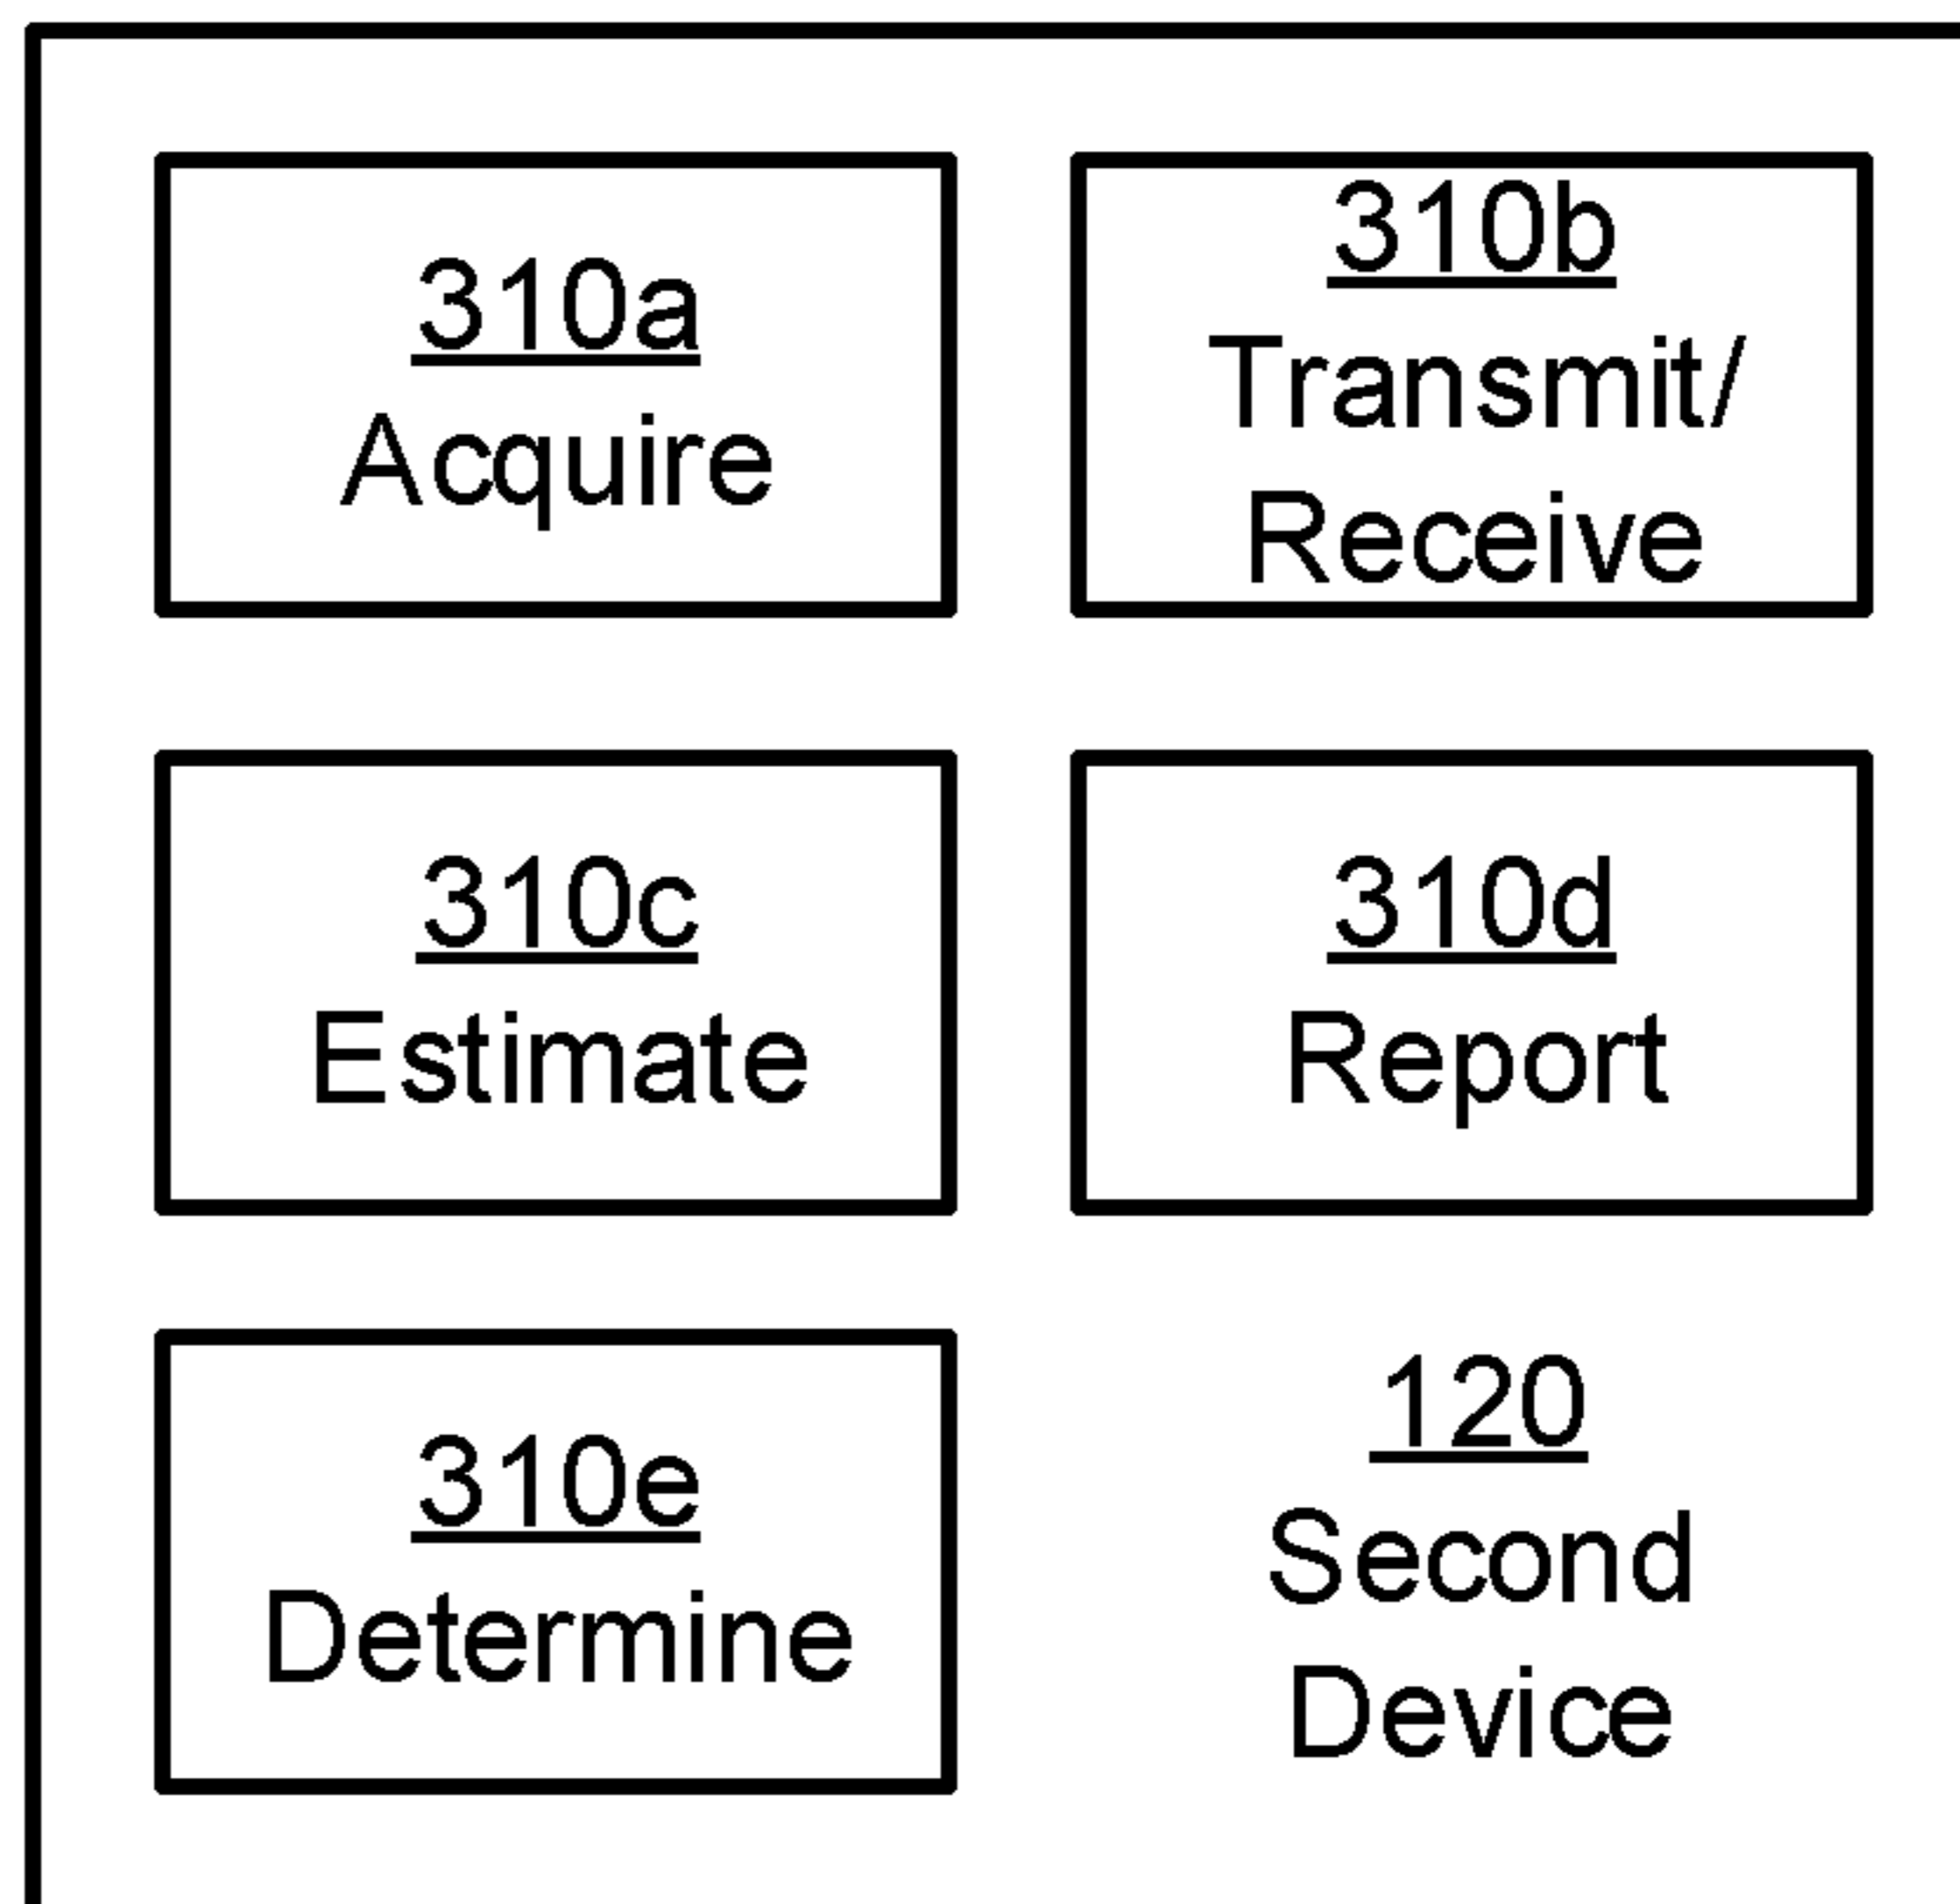 310a
Acquire
310b
Transmit/
Receive
310c
Estimate
310d
Report
310e
Determine
120
Second
Device